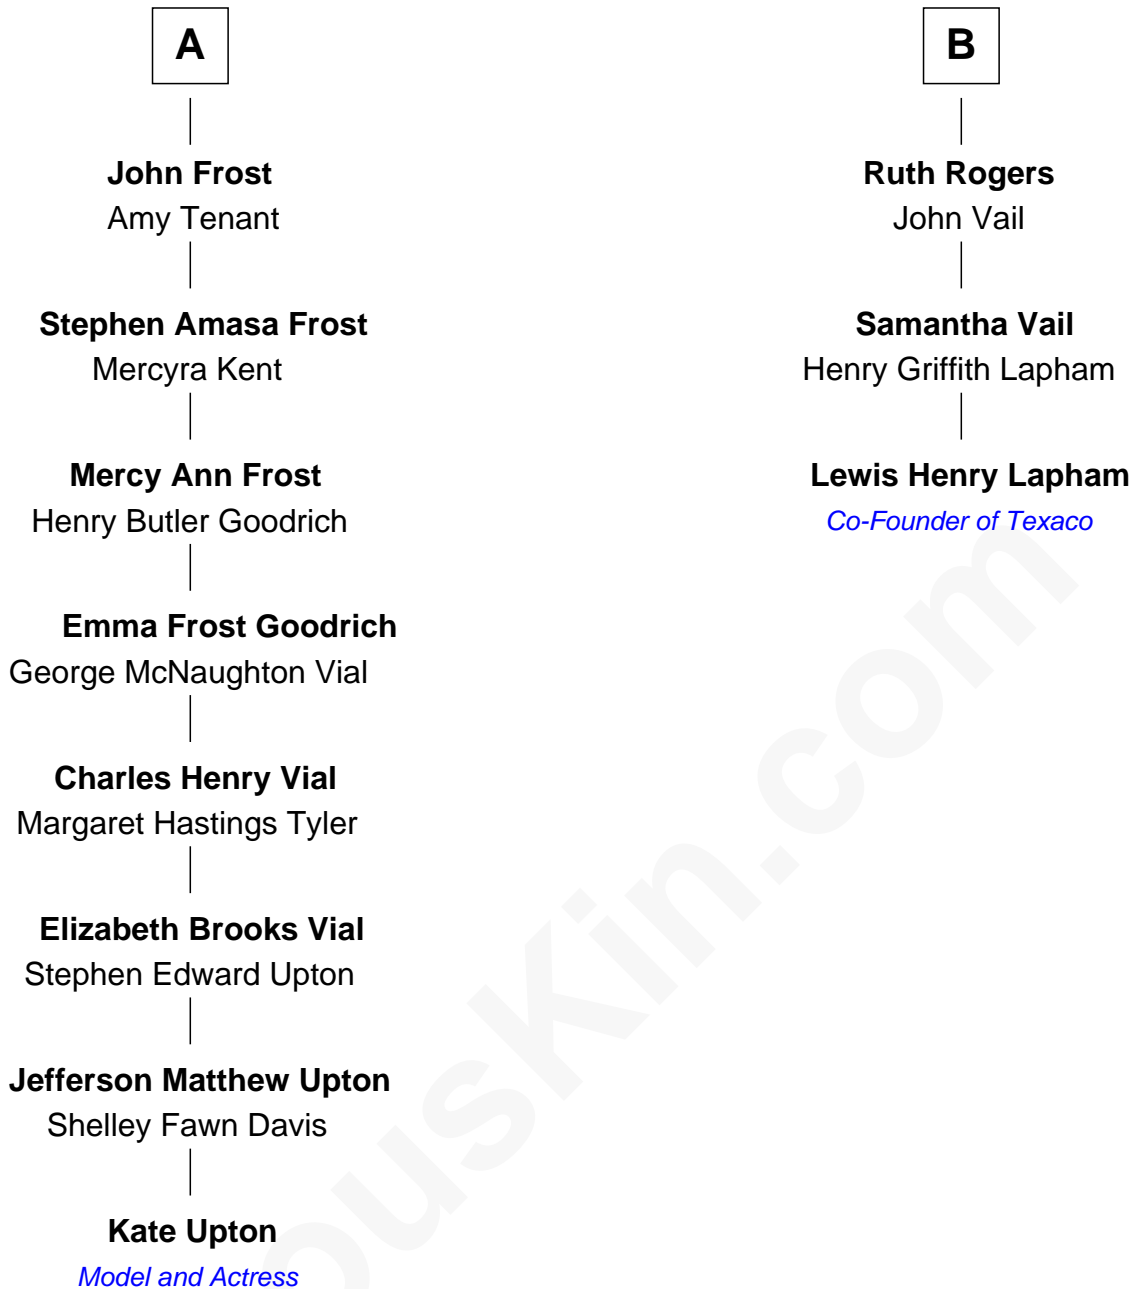 A
John Frost
Amy Tenant
Stephen Amasa Frost
Mercyra Kent
Mercy Ann Frost
Henry Butler Goodrich
Emma Frost Goodrich
George McNaughton Vial
Charles Henry Vial
Margaret Hastings Tyler
Elizabeth Brooks Vial
Stephen Edward Upton
Jefferson Matthew Upton
Shelley Fawn Davis
Kate Upton
Model and Actress
B
Ruth Rogers
John Vail
Samantha Vail
Henry Griffith Lapham
Lewis Henry Lapham
Co-Founder of Texaco
ousKin.com